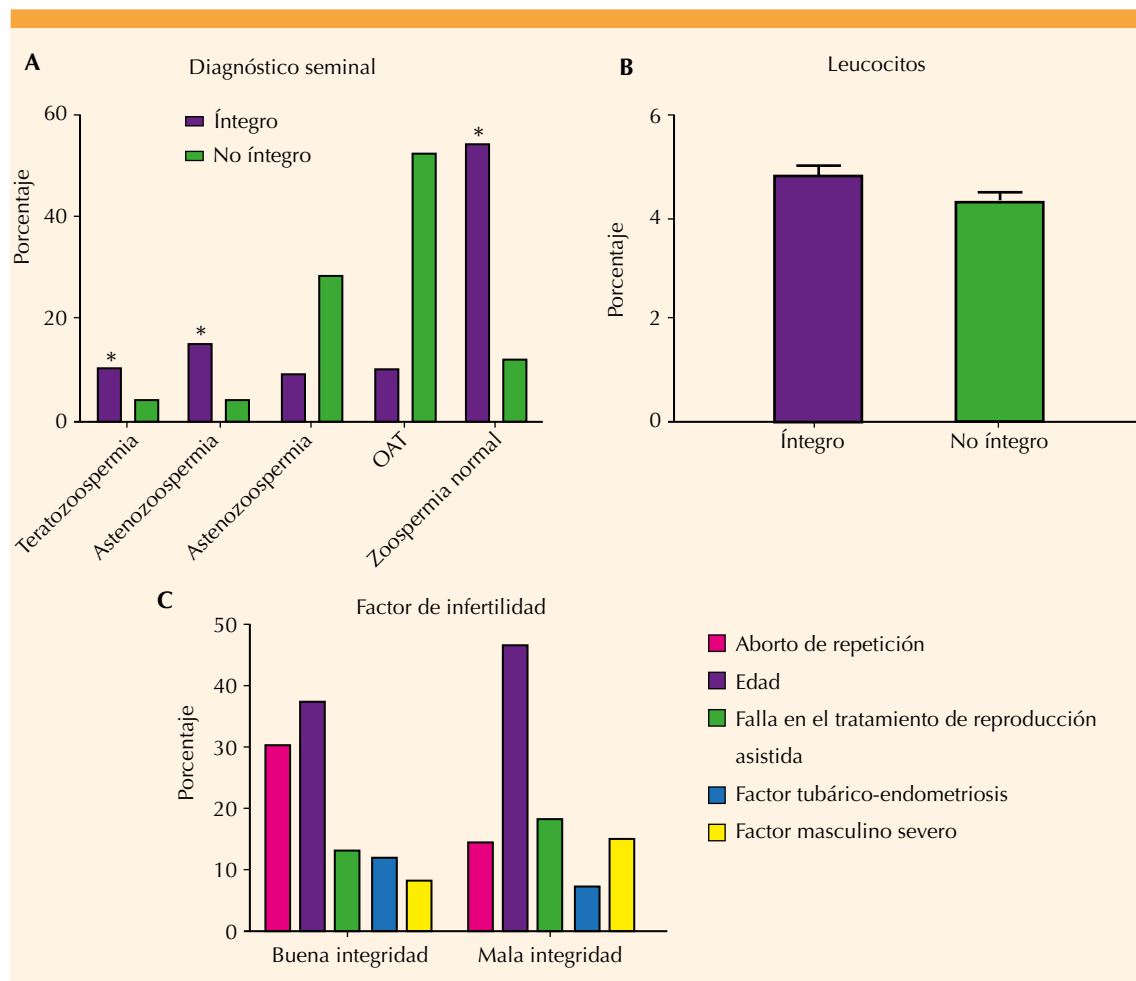 A
Diagnóstico seminal
Íntegro
No íntegro
Porcentaje
60
40
20
0
*
*
*
Teratozoospermia
Astenozoospermia
Astenozoospermia
OAT
Zoospermia normal
B
Leucocitos
Porcentaje
6
4
2
0
Íntegro
No íntegro
C
Factor de infertilidad
Porcentaje
50
40
30
20
10
0
Buena integridad
Mala integridad
Aborto de repetición
Edad
Falla en el tratamiento de reproducción
asistida
Factor tubárico-endometriosis
Factor masculino severo